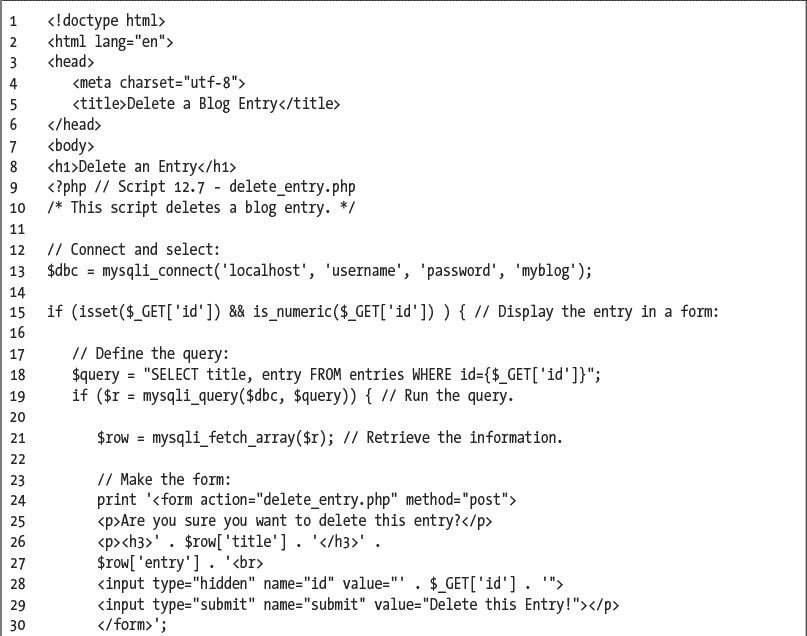 1 <!doctype html>
2 <html lang="en">
3 <head>
4 <meta charset="utf-8">
5 <title>Delete a Blog Entry</title>
6 </head>
7 <body>
8 <h1>Delete an Entry</h1>
9 <?php // Script 12.7 - delete_entry.php
10 /* This script deletes a blog entry. */
11
12 // Connect and select:
13 $dbc = mysqli_connect('localhost', 'username', 'password', 'myblog');
14
15 if (isset($_GET['id']) && is_numeric($_GET['id']) ) { // Display the entry in a form:
16
17 // Define the query:
18 $query = "SELECT title, entry FROM entries WHERE id={$_GET['id']}";
19 if ($r = mysqli_query($dbc, $query)) { // Run the query.
20
21 $row = mysqli_fetch_array($r); // Retrieve the information.
22
23 // Make the form:
24 print '<form action="delete_entry.php" method="post">
25 <p>Are you sure you want to delete this entry?</p>
26 <p><h3>' . $row['title'] . '</h3>' .
27 $row['entry'] . '<br>
28 <input type="hidden" name="id" value="' . $_GET['id'] . '">
29 <input type="submit" name="submit" value="Delete this Entry!"></p>
30 </form>';